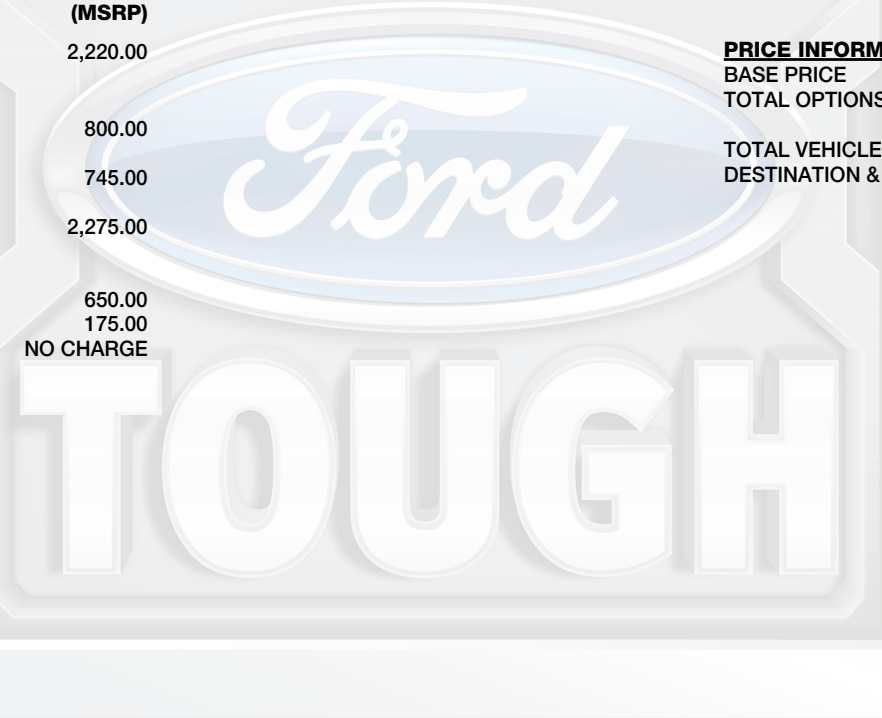 (MSRP)
2,220.00
800.00
745.00
2,275.00
650.00
175.00
NO CHARGE
PRICE INFORM
BASE PRICE
TOTAL OPTIONS
TOTAL VEHICLE
DESTINATION &
Ford
TOUGH